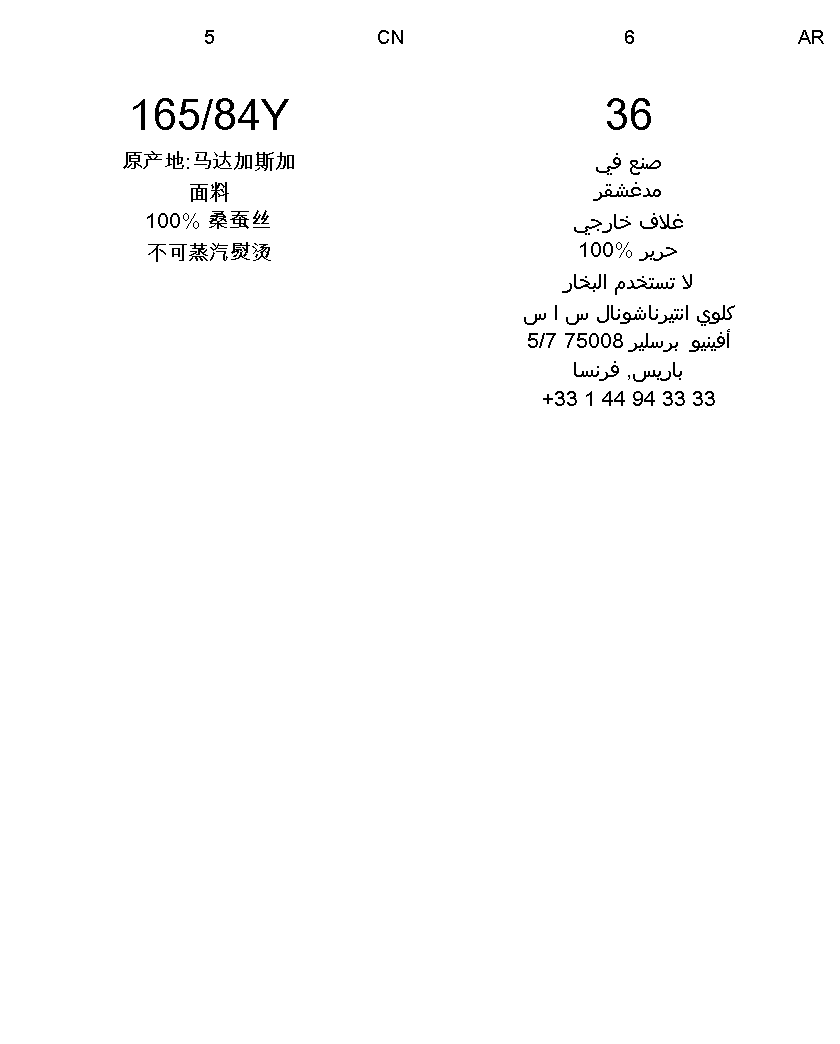 5 CN
165/84Y
原产地:马达加斯加
面料
100% 桑蚕丝
不可蒸汽熨烫
6 AR
36
صنع في
مدغشقر
غلاف خارجي
حرير %100
لا تستخدم البخار
كلوي انتيرناشونال س ا س
أفينيو برسلير 75008 5/7
باريس, فرنسا
+33 1 44 94 33 33